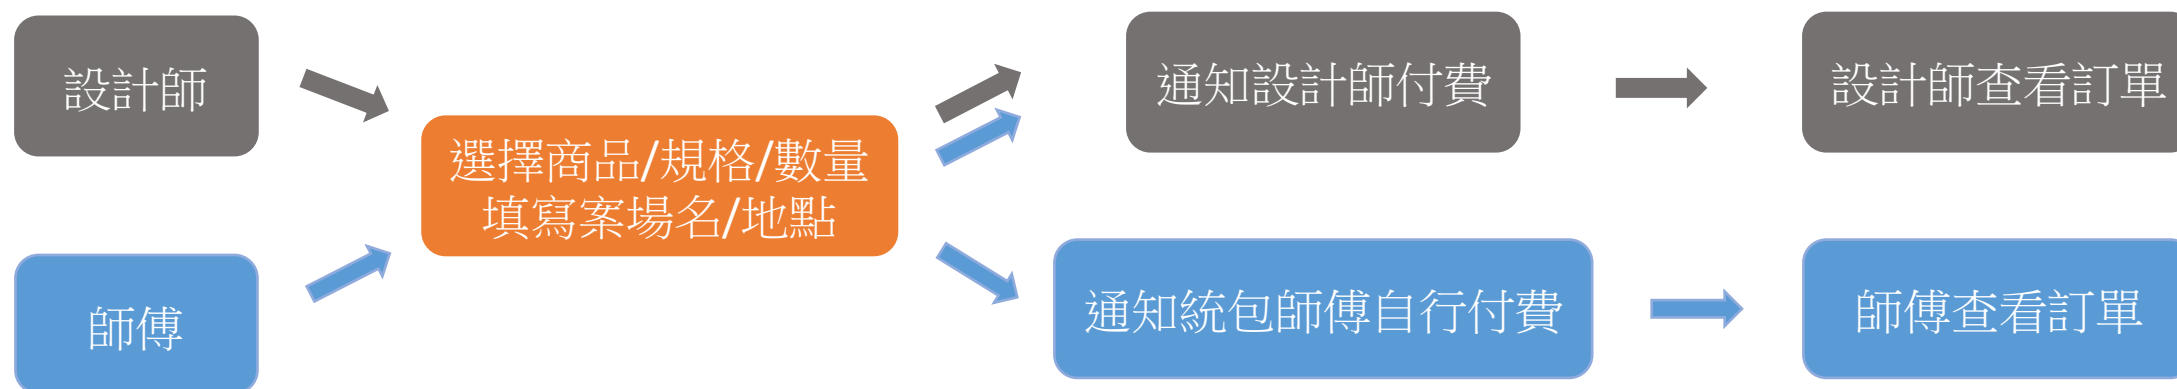 設計師
師傅
選擇商品/規格/數量
填寫案場名/地點
通知設計師付費
設計師查看訂單
通知統包師傅自行付費
師傅查看訂單